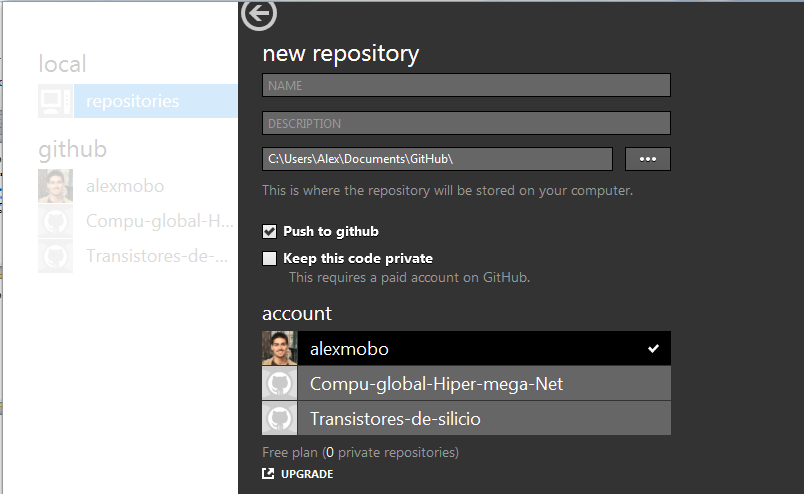 local
repositories
github
alexmobo
Compu-global-H...
Transistores-de-...
new repository
NAME
DESCRIPTION
C:\Users\Alex\Documents\GitHub\
...
This is where the repository will be stored on your computer.
Push to github
Keep this code private
This requires a paid account on GitHub.
account
alexmobo
Compu-global-Hiper-mega-Net
Transistores-de-silicio
Free plan (0 private repositories)
UPGRADE